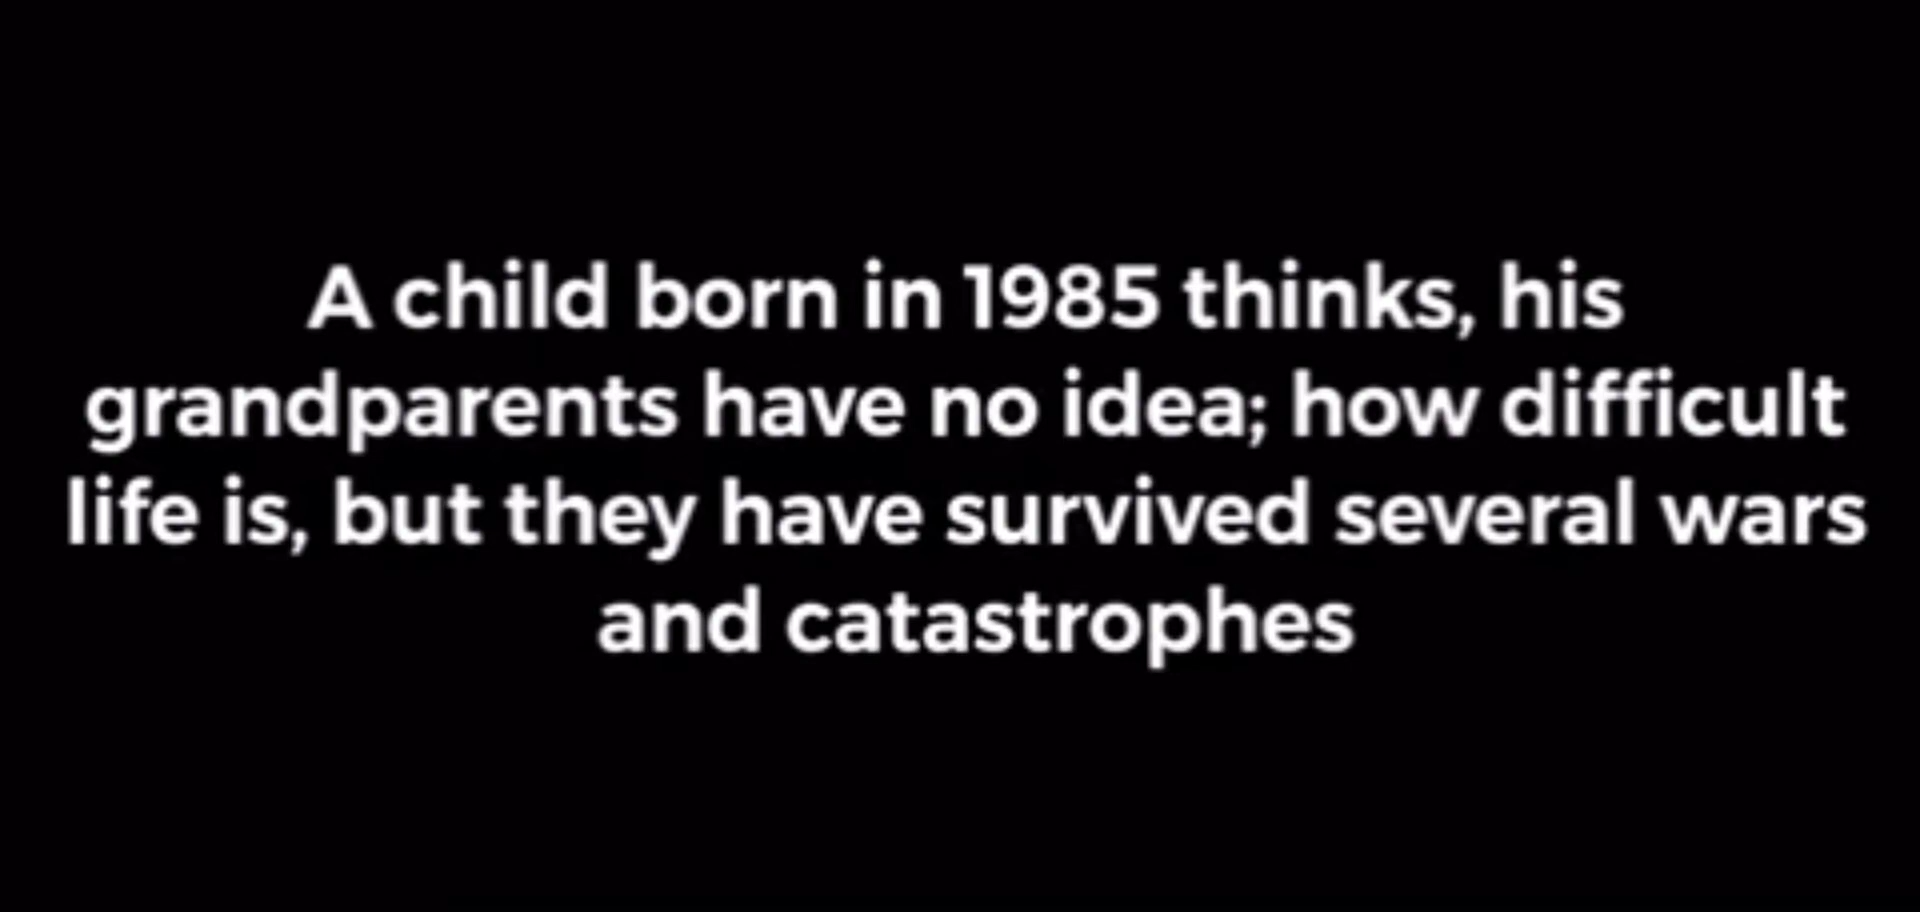 A child born in 1985 thinks, his
grandparents have no idea; how difficult
life is, but they have survived several wars
and catastrophes